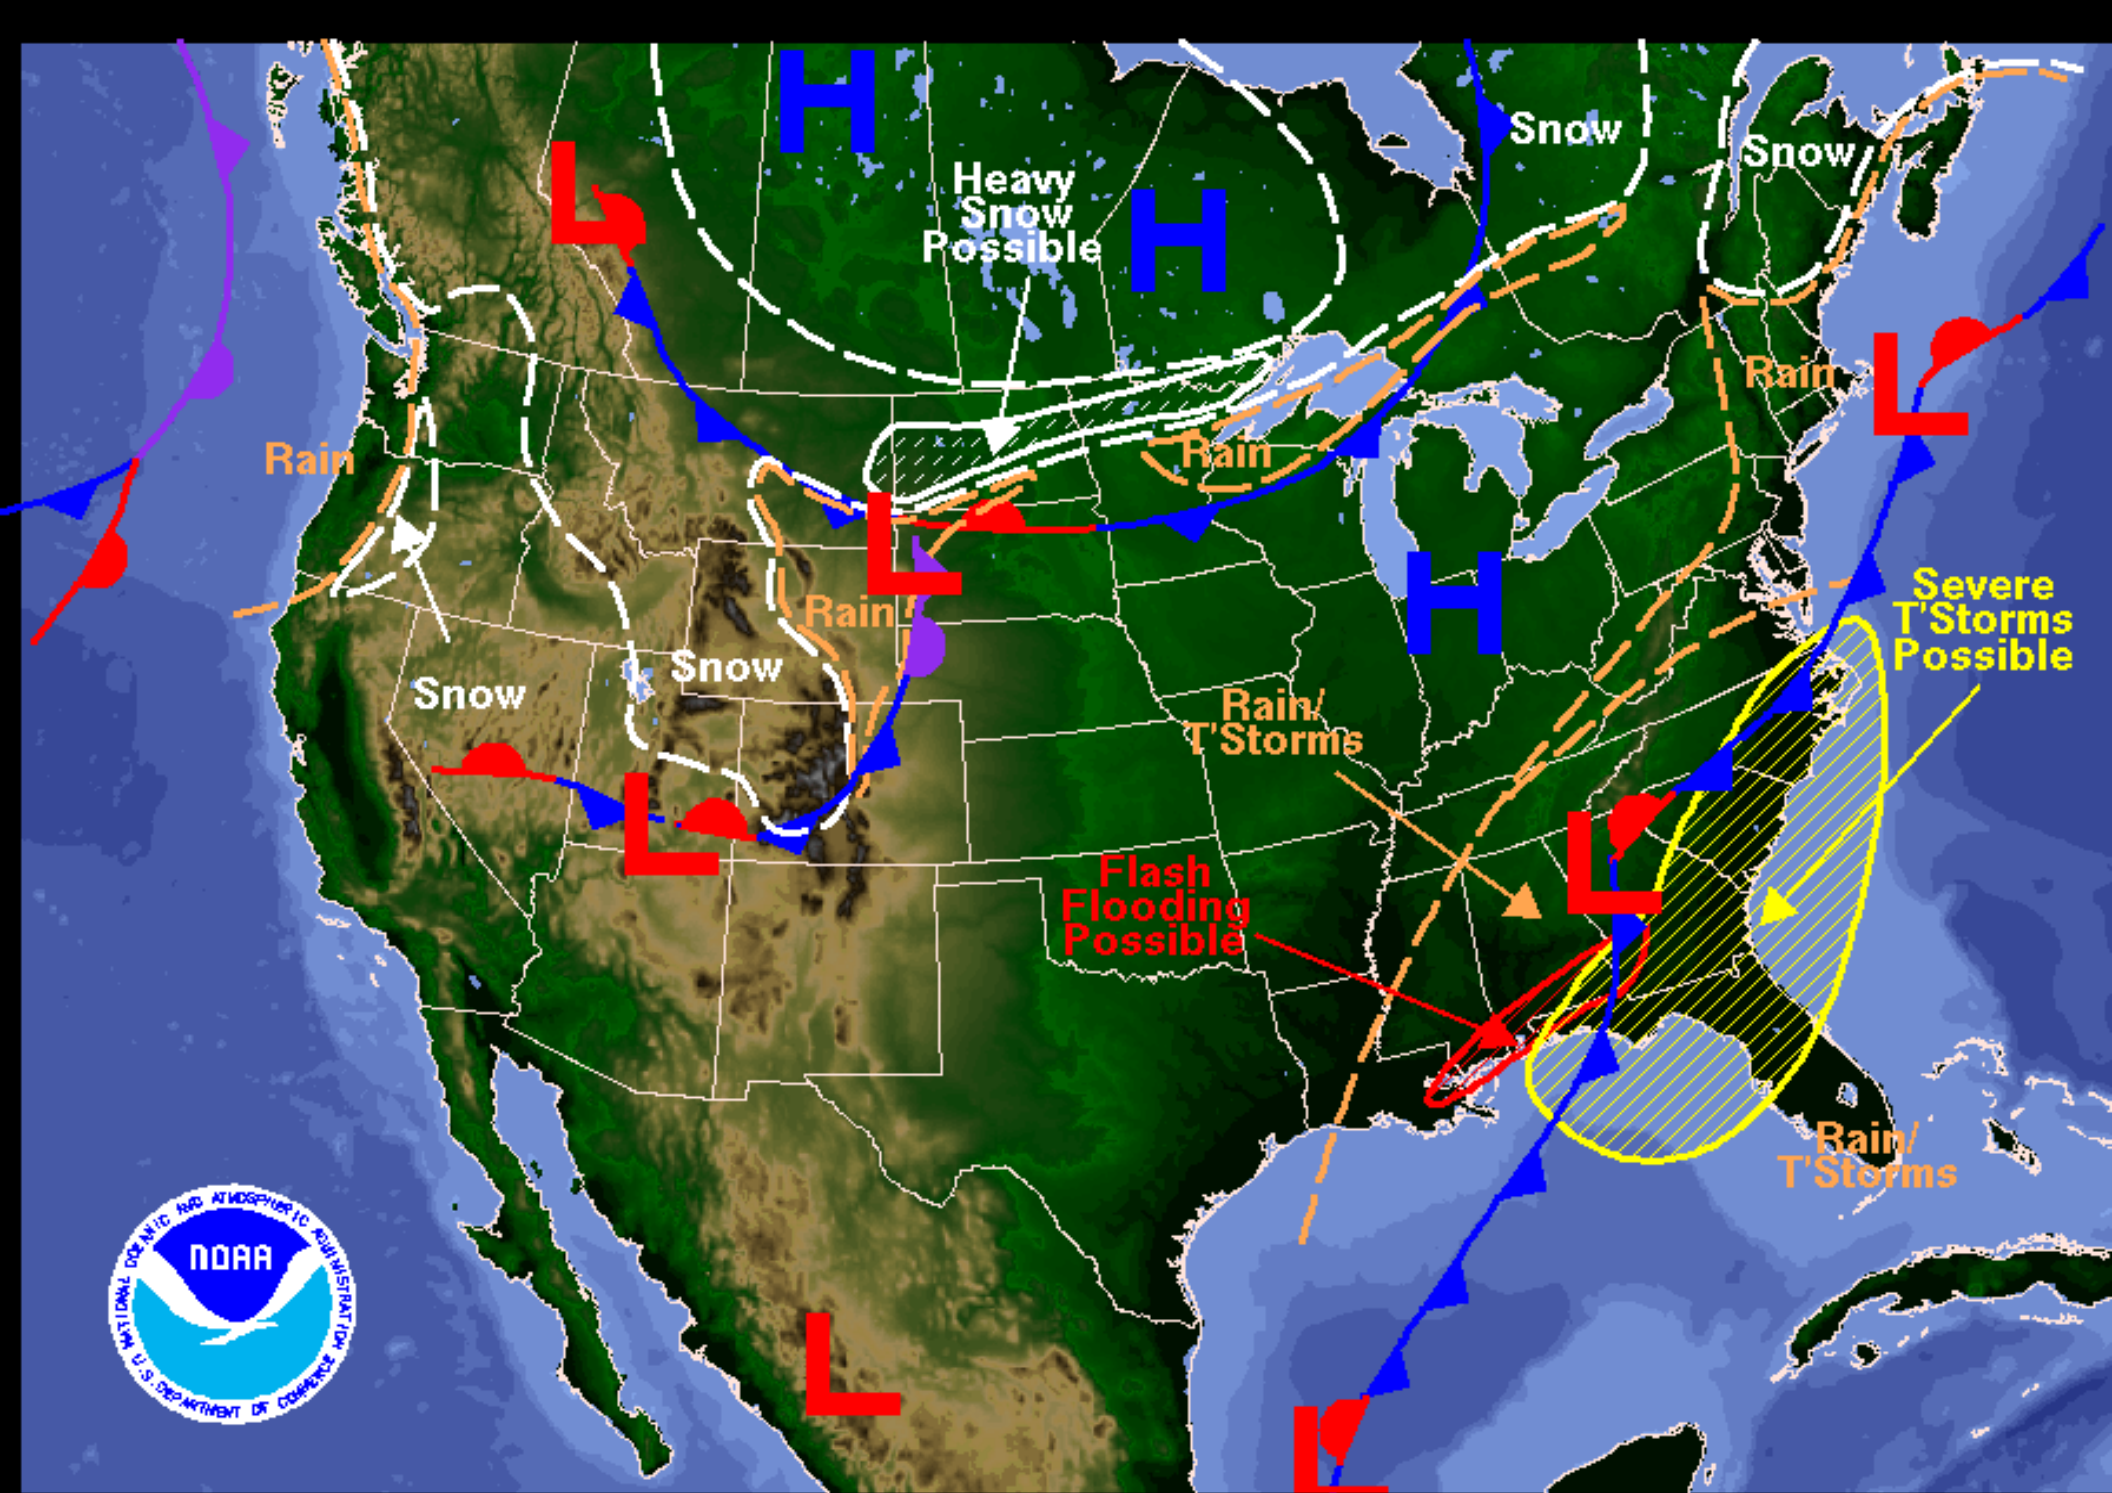 H
L
Heavy
Snow
Possible
H
Snow
Snow
Rain
L
Rain
Rain
L
Rain
Snow
Snow
H
Severe
T'Storms
Possible
Rain/
T'Storms
L
L
Flash
Flooding
Possible
Rain/
T'Storms
L
L
NATIONAL OCEANIC AND ATMOSPHERIC ADMINISTRATION
NOAA
U.S. DEPARTMENT OF COMMERCE